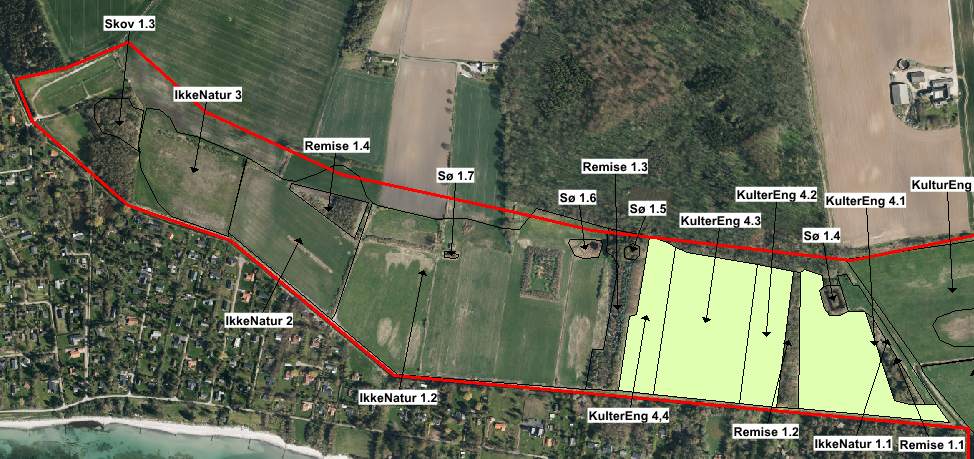 Skov 1.3
IkkeNatur 3
Remise 1.4
Sø 1.7
Remise 1.3
Sø 1.6
Sø 1.5
KulterEng 4.3
KulterEng 4.2
KulterEng 4.1
KulturEng
Sø 1.4
IkkeNatur 2
IkkeNatur 1.2
KulterEng 4,4
Remise 1.2
IkkeNatur 1.1
Remise 1.1